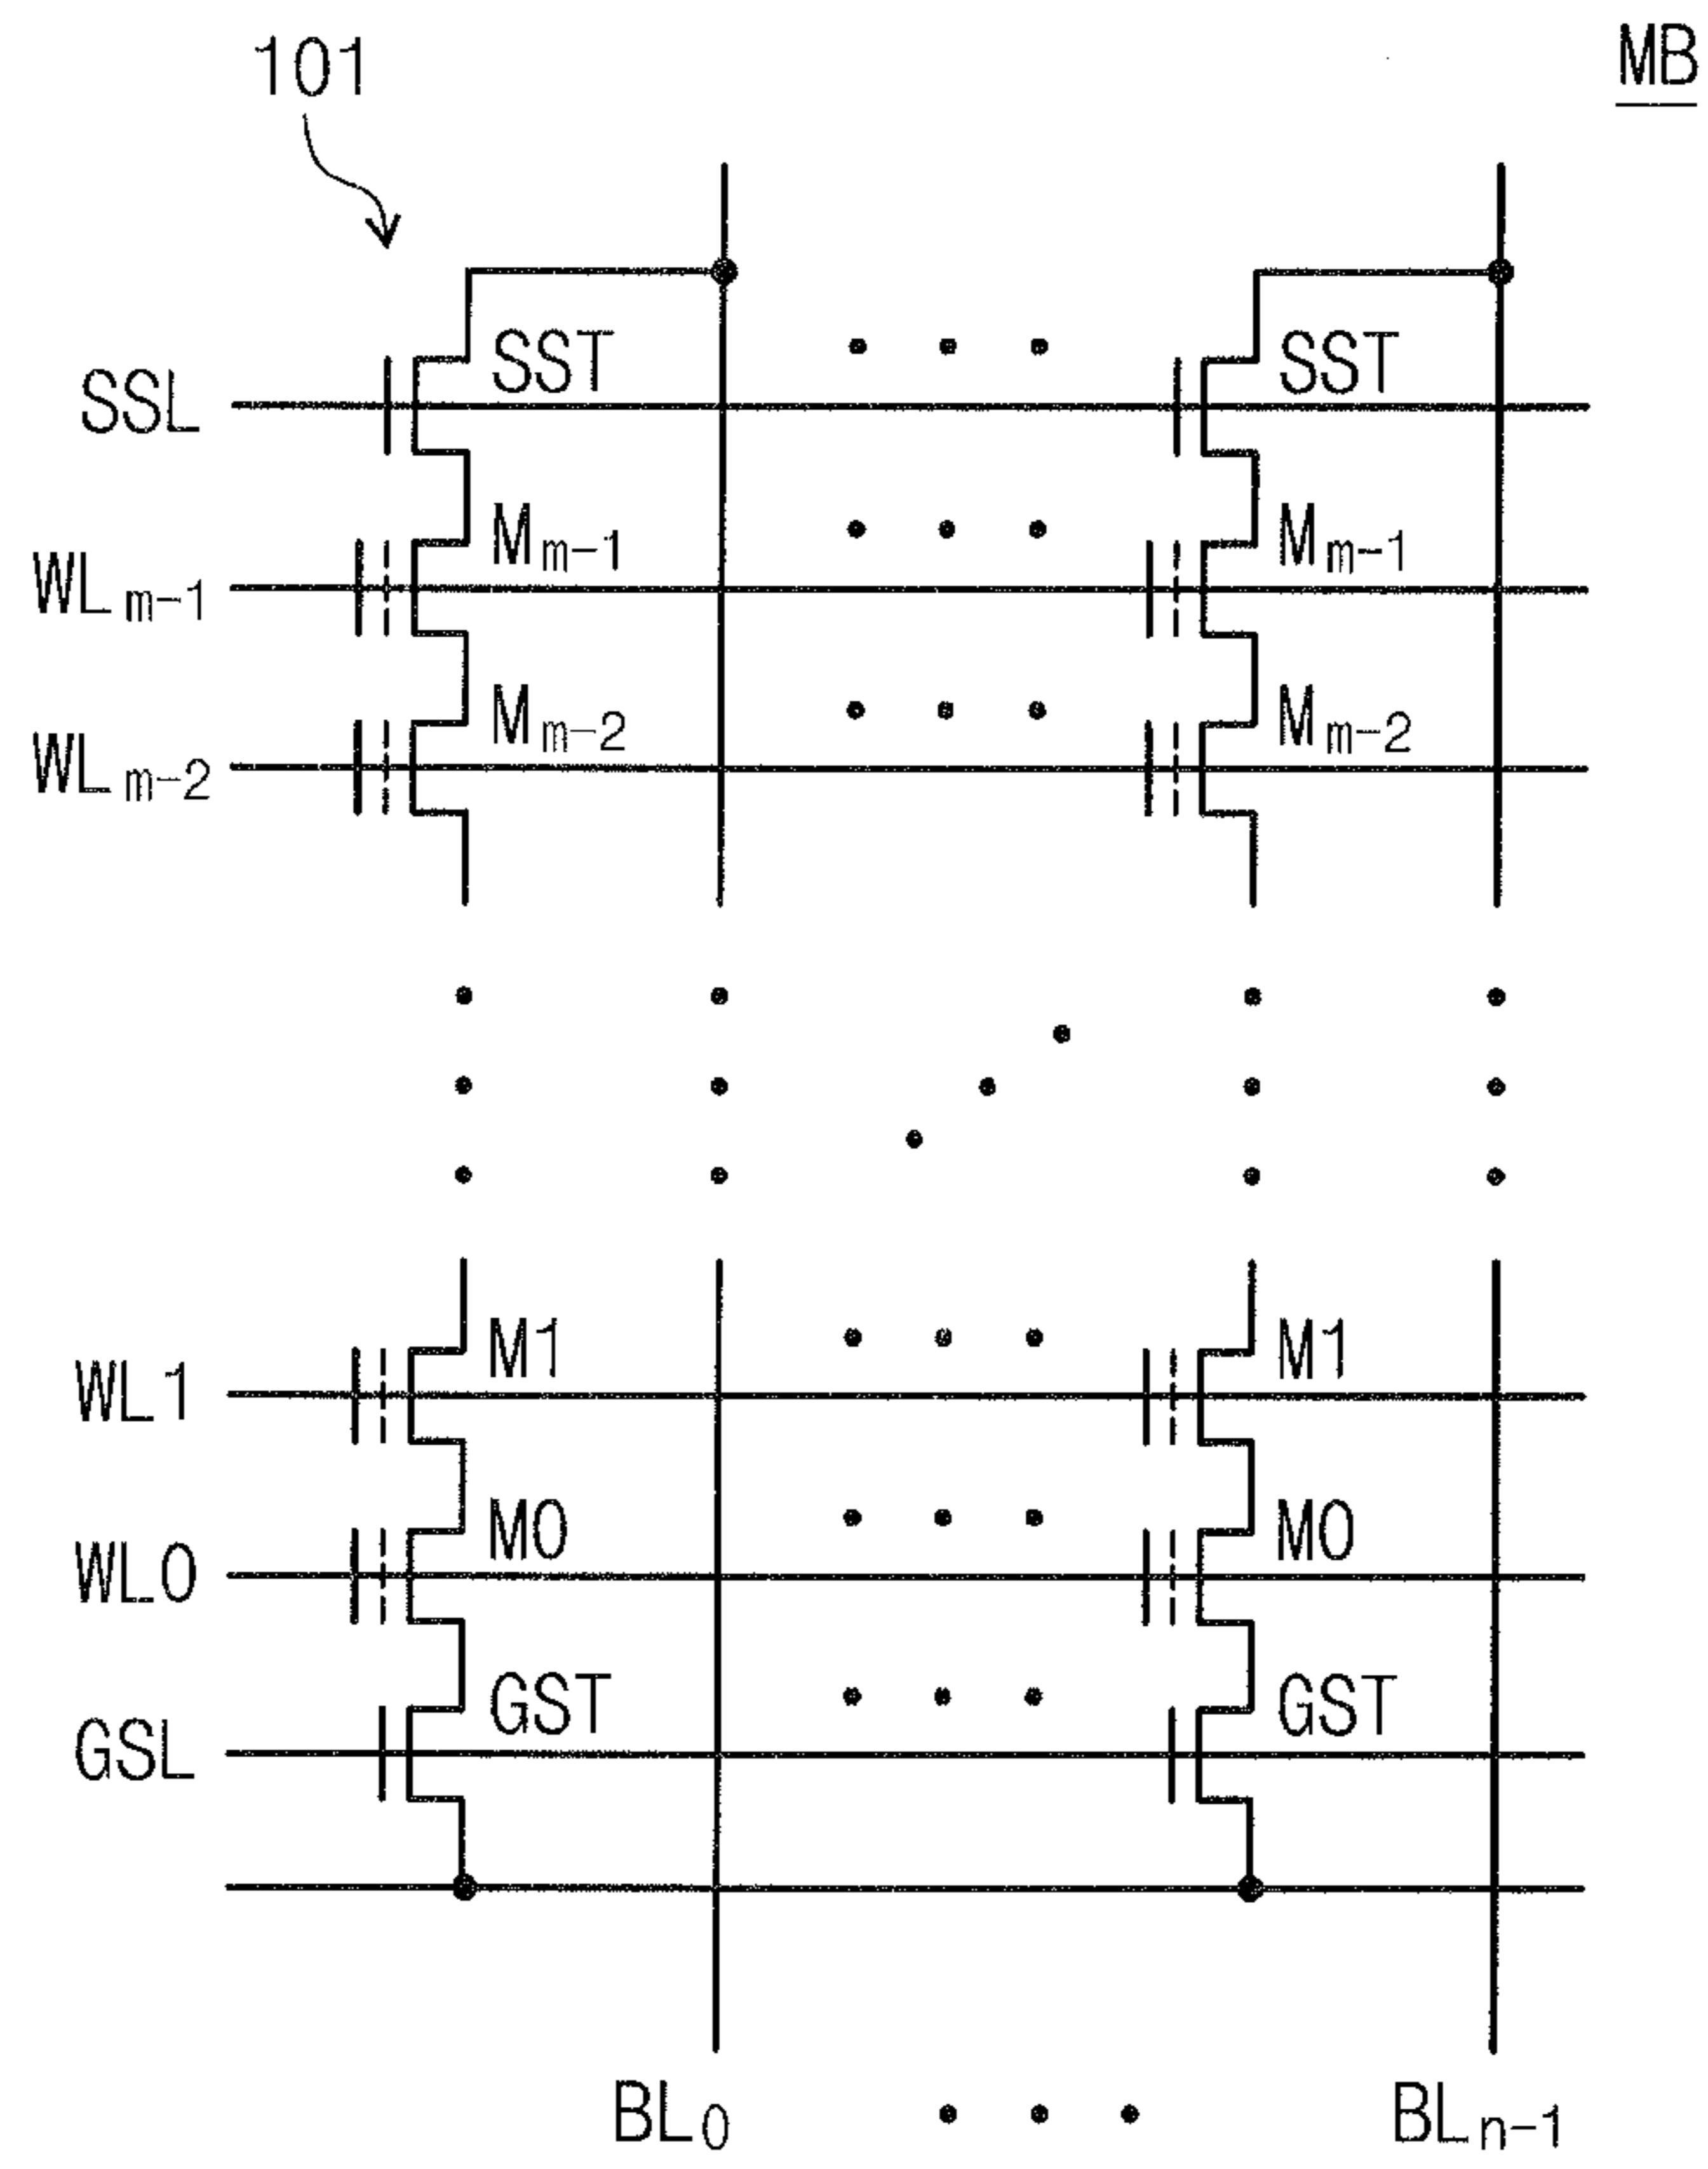 101
MB
SSL SST SST
WLm-1 Mm-1 Mm-1
WLm-2 Mm-2 Mm-2
WL1 M1 M1
WL0 M0 M0
GSL GST GST
BL0 BLn-1